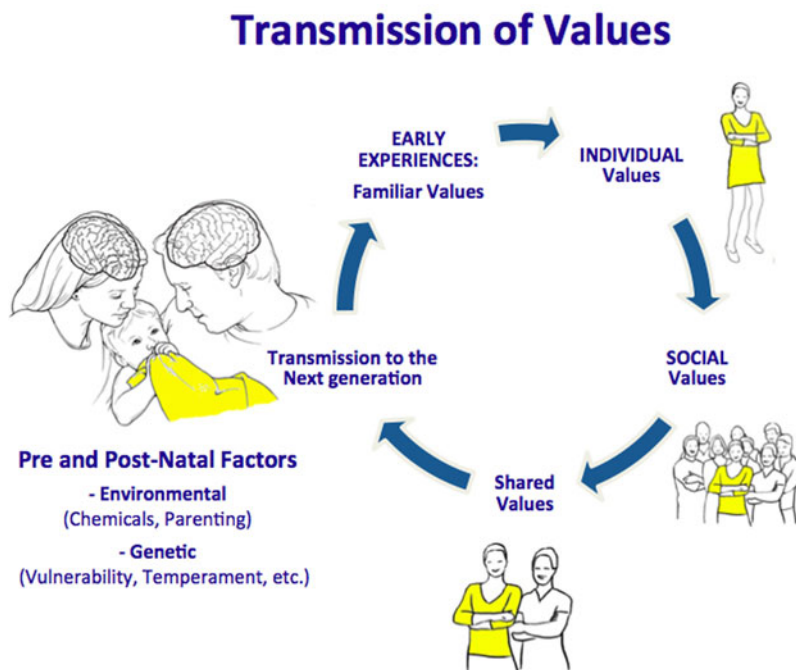 Transmission of Values
EARLY
EXPERIENCES:
Familiar Values
INDIVIDUAL
Values
SOCIAL
Values
Shared
Values
Transmission to the
Next generation
Pre and Post-Natal Factors
- Environmental
(Chemicals, Parenting)
- Genetic
(Vulnerability, Temperament, etc.)